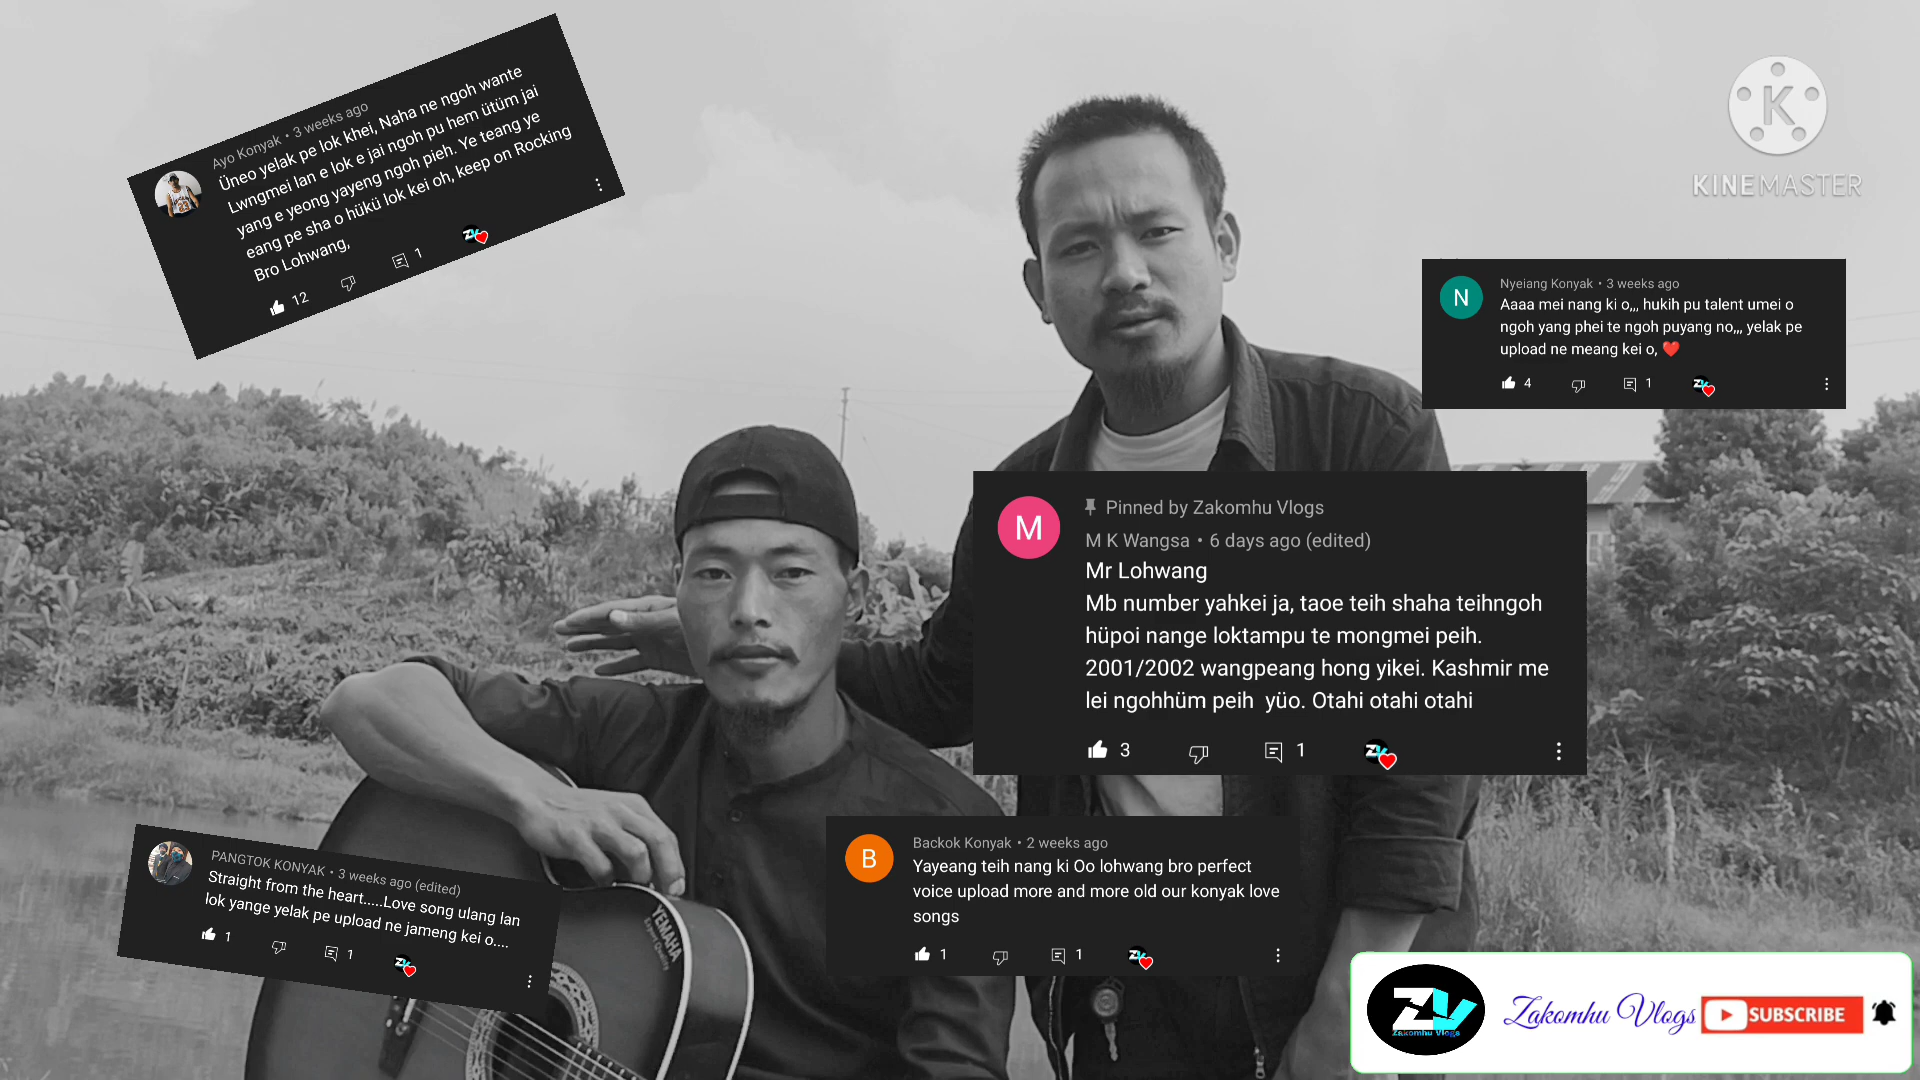 Ayo Konyak • 3 weeks ago
Üneo yelak pe lok khei, Naha ne ngoh wante
Lwngmei lan e lok e jai ngoh pu hem ütüm jai
yang e yeong yayeng ngoh pieh. Ye teang ye
eang pe sha o hükü lok kei oh, keep on Rocking
Bro Lohwang,
12
1
K
KINEMASTER
N
Nyeiang Konyak • 3 weeks ago
Aaaa mei nang ki o,,, hukih pu talent umei o
ngoh yang phei te ngoh puyang no,,, yelak pe
upload ne meang kei o, ❤️
4
1
M
Pinned by Zakomhu Vlogs
M K Wangsa • 6 days ago (edited)
Mr Lohwang
Mb number yahkei ja, taoe teih shaha teihngoh
hüpoi nange loktampu te mongmei peih.
2001/2002 wangpeang hong yikei. Kashmir me
lei ngohhüm peih yüo. Otahi otahi otahi
3
1
PANGTOK KONYAK • 3 weeks ago (edited)
Straight from the heart.....Love song ulang lan
lok yange yelak pe upload ne jameng kei o....
1
1
B
Backok Konyak • 2 weeks ago
Yayeang teih nang ki Oo lohwang bro perfect
voice upload more and more old our konyak love
songs
1
1
YEMAHA
ZV
Zakomhu Vlogs
Zakomhu Vlogs
SUBSCRIBE